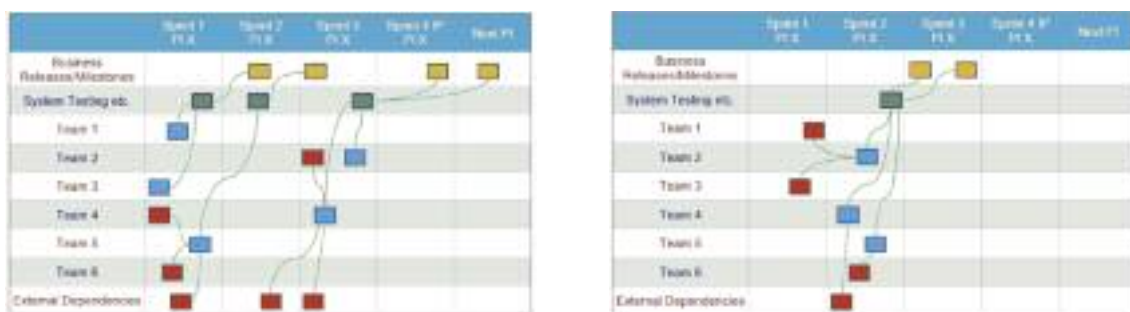 Sprint 1 Sprint 2 Sprint 3 Sprint 4 IP Next PI
PI X PI X PI X PI X
Business
Releases/Milestones
System Testing etc.
Team 1
Team 2
Team 3
Team 4
Team 5
Team 6
External Dependencies
Sprint 1 Sprint 2 Sprint 3 Sprint 4 IP Next PI
PI X PI X PI X PI X
Business
Releases/Milestones
System Testing etc.
Team 1
Team 2
Team 3
Team 4
Team 5
Team 6
External Dependencies